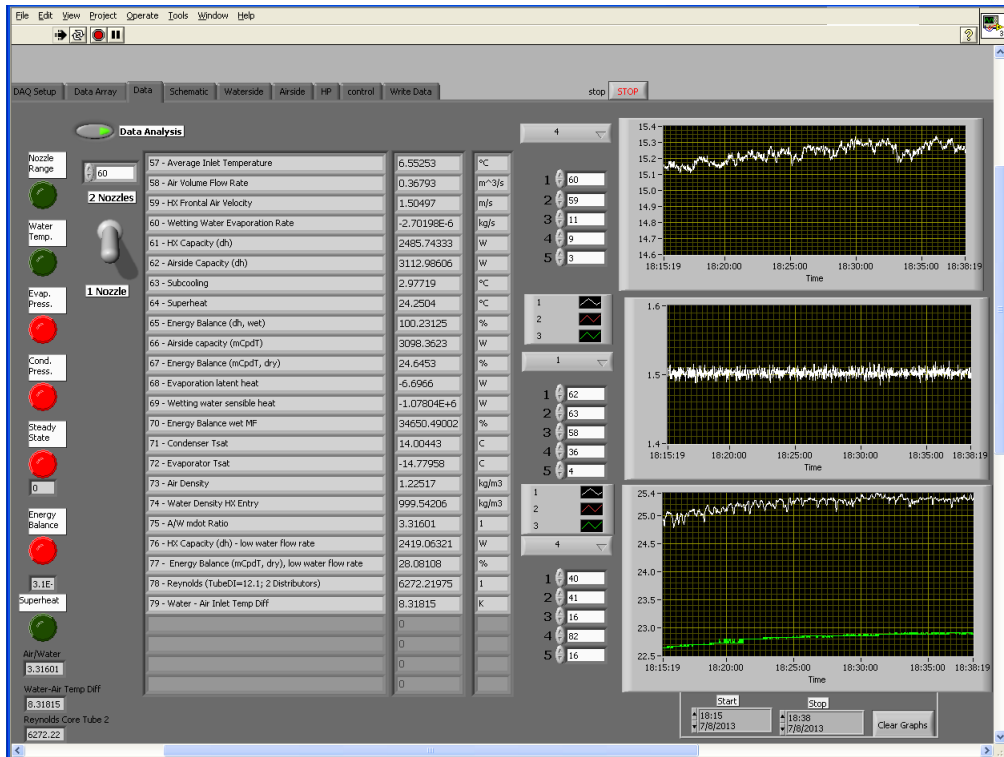 File Edit View Project Operate Tools Window Help
DAQ Setup Data Array Data Schematic Waterside Airside HP control Write Data stop STOP
Data Analysis
Nozzle Range
60
2 Nozzles
1 Nozzle
Water Temp.
Evap. Press.
Cond. Press.
Steady State
0
Energy Balance
3.1E-
Superheat
Air/Water
3.31601
Water-Air Temp Diff
8.31815
Reynolds Core Tube 2
6272.22
57 - Average Inlet Temperature 6.55253 °C
58 - Air Volume Flow Rate 0.36793 m^3/s
59 - HX Frontal Air Velocity 1.50497 m/s
60 - Wetting Water Evaporation Rate -2.70198E-6 kg/s
61 - HX Capacity (dh) 2485.74333 W
62 - Airside Capacity (dh) 3112.98606 W
63 - Subcooling 2.97719 °C
64 - Superheat 24.2504 °C
65 - Energy Balance (dh, wet) 100.23125 %
66 - Airside capacity (mCpdT) 3098.3623 W
67 - Energy Balance (mCpdT, dry) 24.6453 %
68 - Evaporation latent heat -6.6966 W
69 - Wetting water sensible heat -1.07804E+6 W
70 - Energy Balance wet MF 34650.49002 %
71 - Condenser Tsat 14.00443 C
72 - Evaporator Tsat -14.77958 C
73 - Air Density 1.22517 kg/m3
74 - Water Density HX Entry 999.54206 kg/m3
75 - A/W mdot Ratio 3.31601 1
76 - HX Capacity (dh) - low water flow rate 2419.06321 W
77 - Energy Balance (mCpdT, dry), low water flow rate 28.08108 %
78 - Reynolds (TubeDI=12.1; 2 Distributors) 6272.21975 1
79 - Water - Air Inlet Temp Diff 8.31815 K
0
0
0
0
4
1 60
2 59
3 11
4 9
5 3
1
2
3
1
1 62
2 63
3 58
4 36
5 4
1
2
3
4
1 40
2 41
3 16
4 82
5 16
15.4
15.3
15.2
15.1
15.0
14.9
14.8
14.7
14.6
18:15:19 18:20:00 18:25:00 18:30:00 18:35:00 18:38:19
Time
1.6
1.5
1.4
18:15:19 18:20:00 18:25:00 18:30:00 18:35:00 18:38:19
Time
25.4
25.0
24.5
24.0
23.5
23.0
22.5
18:15:19 18:20:00 18:25:00 18:30:00 18:35:00 18:38:19
Time
Start
18:15
7/8/2013
Stop
18:38
7/8/2013
Clear Graphs